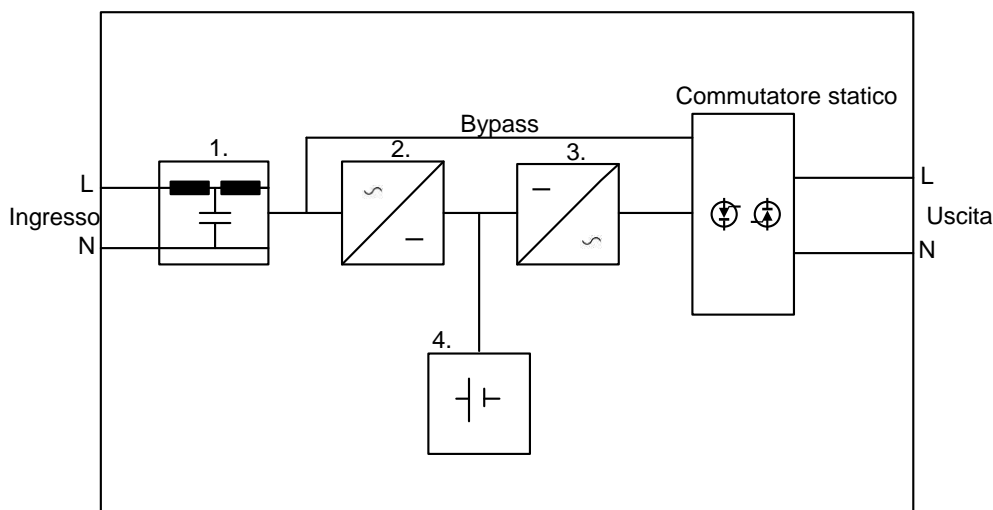 Commutatore statico
Bypass
1.
2.
3.
L
Ingresso
N
L
Uscita
N
4.